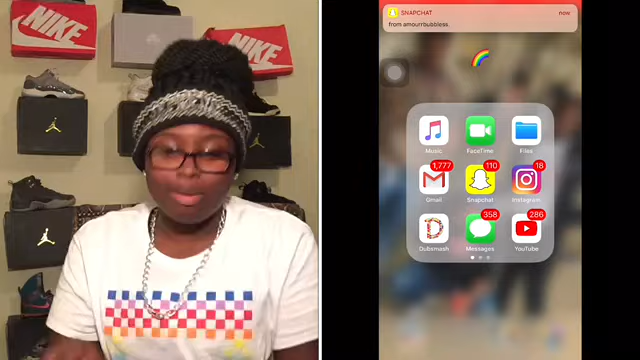 NIKE
NIKE
SNAPCHAT
now
from amourrbubbless.
Music
FaceTime
Files
1,777
110
18
Gmail
Snapchat
Instagram
358
286
Dubsmash
Messages
YouTube